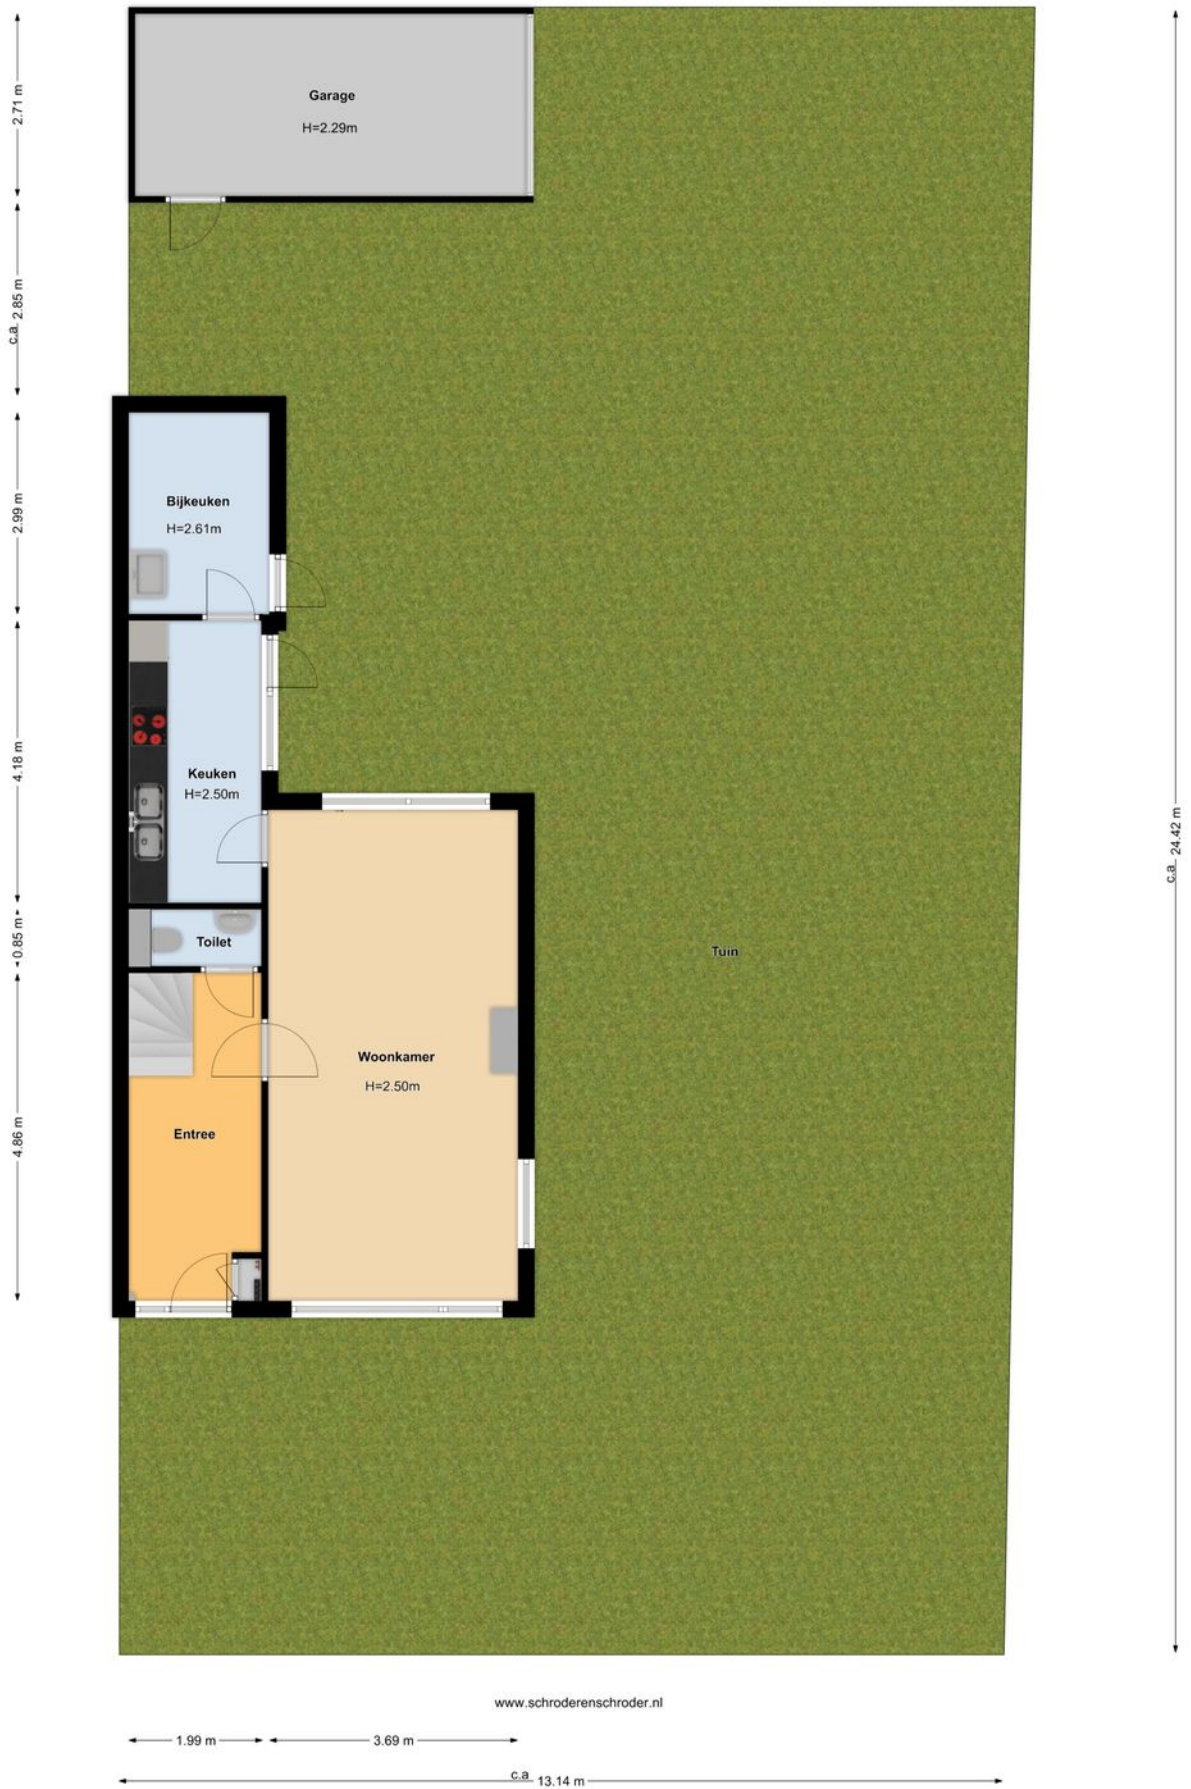 Garage
H=2.29m
2.71 m
c.a. 2.85 m
Bijkeuken
H=2.61m
2.99 m
Keuken
H=2.50m
4.18 m
c.a. 24.42 m
Toilet
0.85 m
Tuin
Woonkamer
H=2.50m
Entree
4.86 m
www.schroderenschroder.nl
1.99 m
3.69 m
c.a 13.14 m